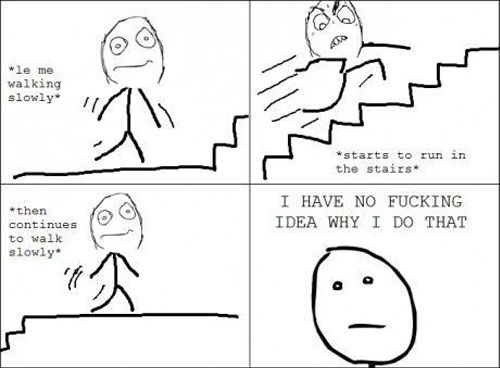 *le me
walking
slowly*
*starts to run in
the stairs*
*then
continues
to walk
slowly*
I HAVE NO FUCKING
IDEA WHY I DO THAT